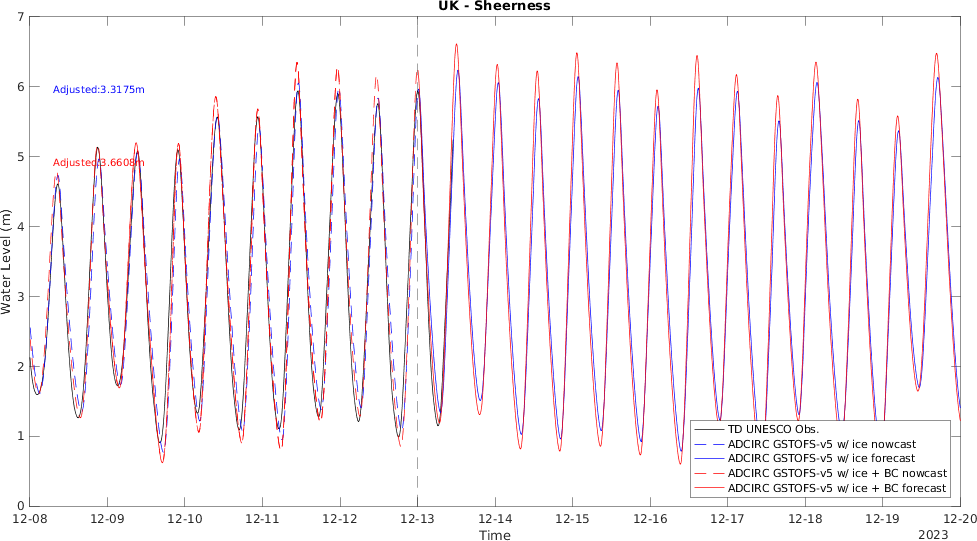 UK - Sheerness
7
6
5
4
3
2
1
0
Water Level (m)
Adjusted:3.3175m
Adjusted:3.6608m
TD UNESCO Obs.
ADCIRC GSTOFS-v5 w/ ice nowcast
ADCIRC GSTOFS-v5 w/ ice forecast
ADCIRC GSTOFS-v5 w/ ice + BC nowcast
ADCIRC GSTOFS-v5 w/ ice + BC forecast
12-08 12-09 12-10 12-11 12-12 12-13 12-14 12-15 12-16 12-17 12-18 12-19 12-20
Time
2023